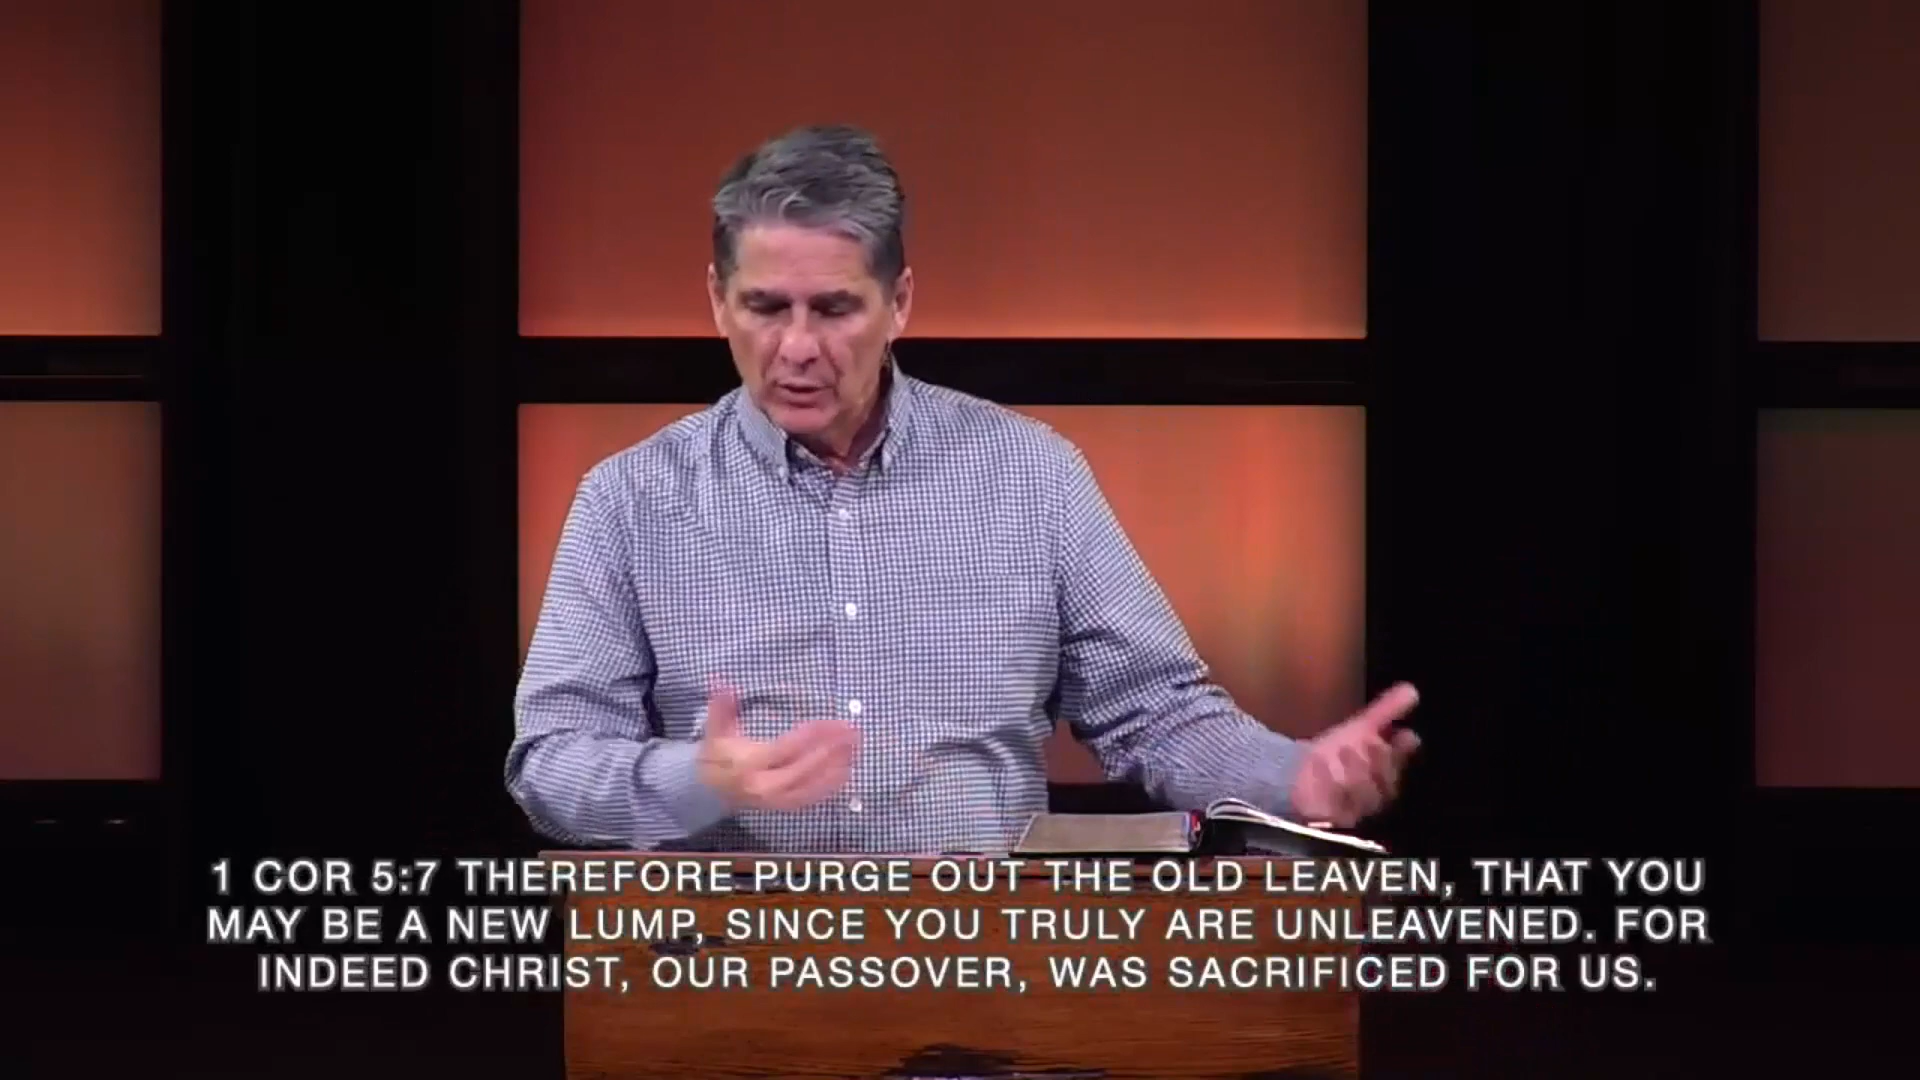 1 COR 5:7 THEREFORE PURGE OUT THE OLD LEAVEN, THAT YOU
MAY BE A NEW LUMP, SINCE YOU TRULY ARE UNLEAVENED. FOR
INDEED CHRIST, OUR PASSOVER, WAS SACRIFICED FOR US.